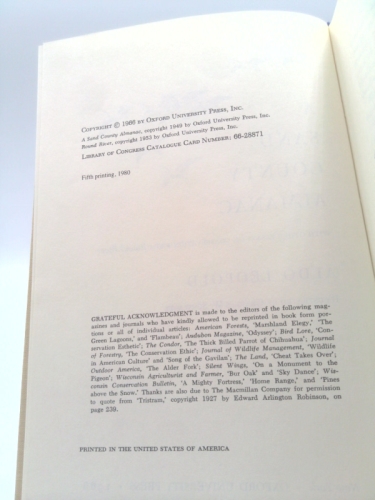 Copyright © 1966 by Oxford University Press, Inc.
A Sand County Almanac, copyright 1949 by Oxford University Press, Inc.
Round River, copyright 1953 by Oxford University Press, Inc.
Library of Congress Catalogue Card Number: 66-28871
Fifth printing, 1980
GRATEFUL ACKNOWLEDGMENT is made to the editors of the following mag-
azines and journals who have kindly allowed to be reprinted in book form por-
tions or all of individual articles: American Forests, 'Marshland Elegy,' 'The
Green Lagoons,' and 'Flambeau'; Audubon Magazine, 'Odyssey'; Bird Lore, 'Con-
servation Esthetic'; The Condor, 'The Thick Billed Parrot of Chihuahua'; Journal
of Forestry, 'The Conservation Ethic'; Journal of Wildlife Management, 'Wildlife
in American Culture' and 'Song of the Gavilan'; The Land, 'Cheat Takes Over';
Outdoor America, 'The Alder Fork'; Silent Wings, 'On a Monument to the
Pigeon'; Wisconsin Agriculturist and Farmer, 'Bur Oak' and 'Sky Dance'; Wis-
consin Conservation Bulletin, 'A Mighty Fortress,' 'Home Range,' and 'Pines
above the Snow.' Thanks are also due to The Macmillan Company for permission
to quote from 'Tristram,' copyright 1927 by Edward Arlington Robinson, on
page 239.
PRINTED IN THE UNITED STATES OF AMERICA